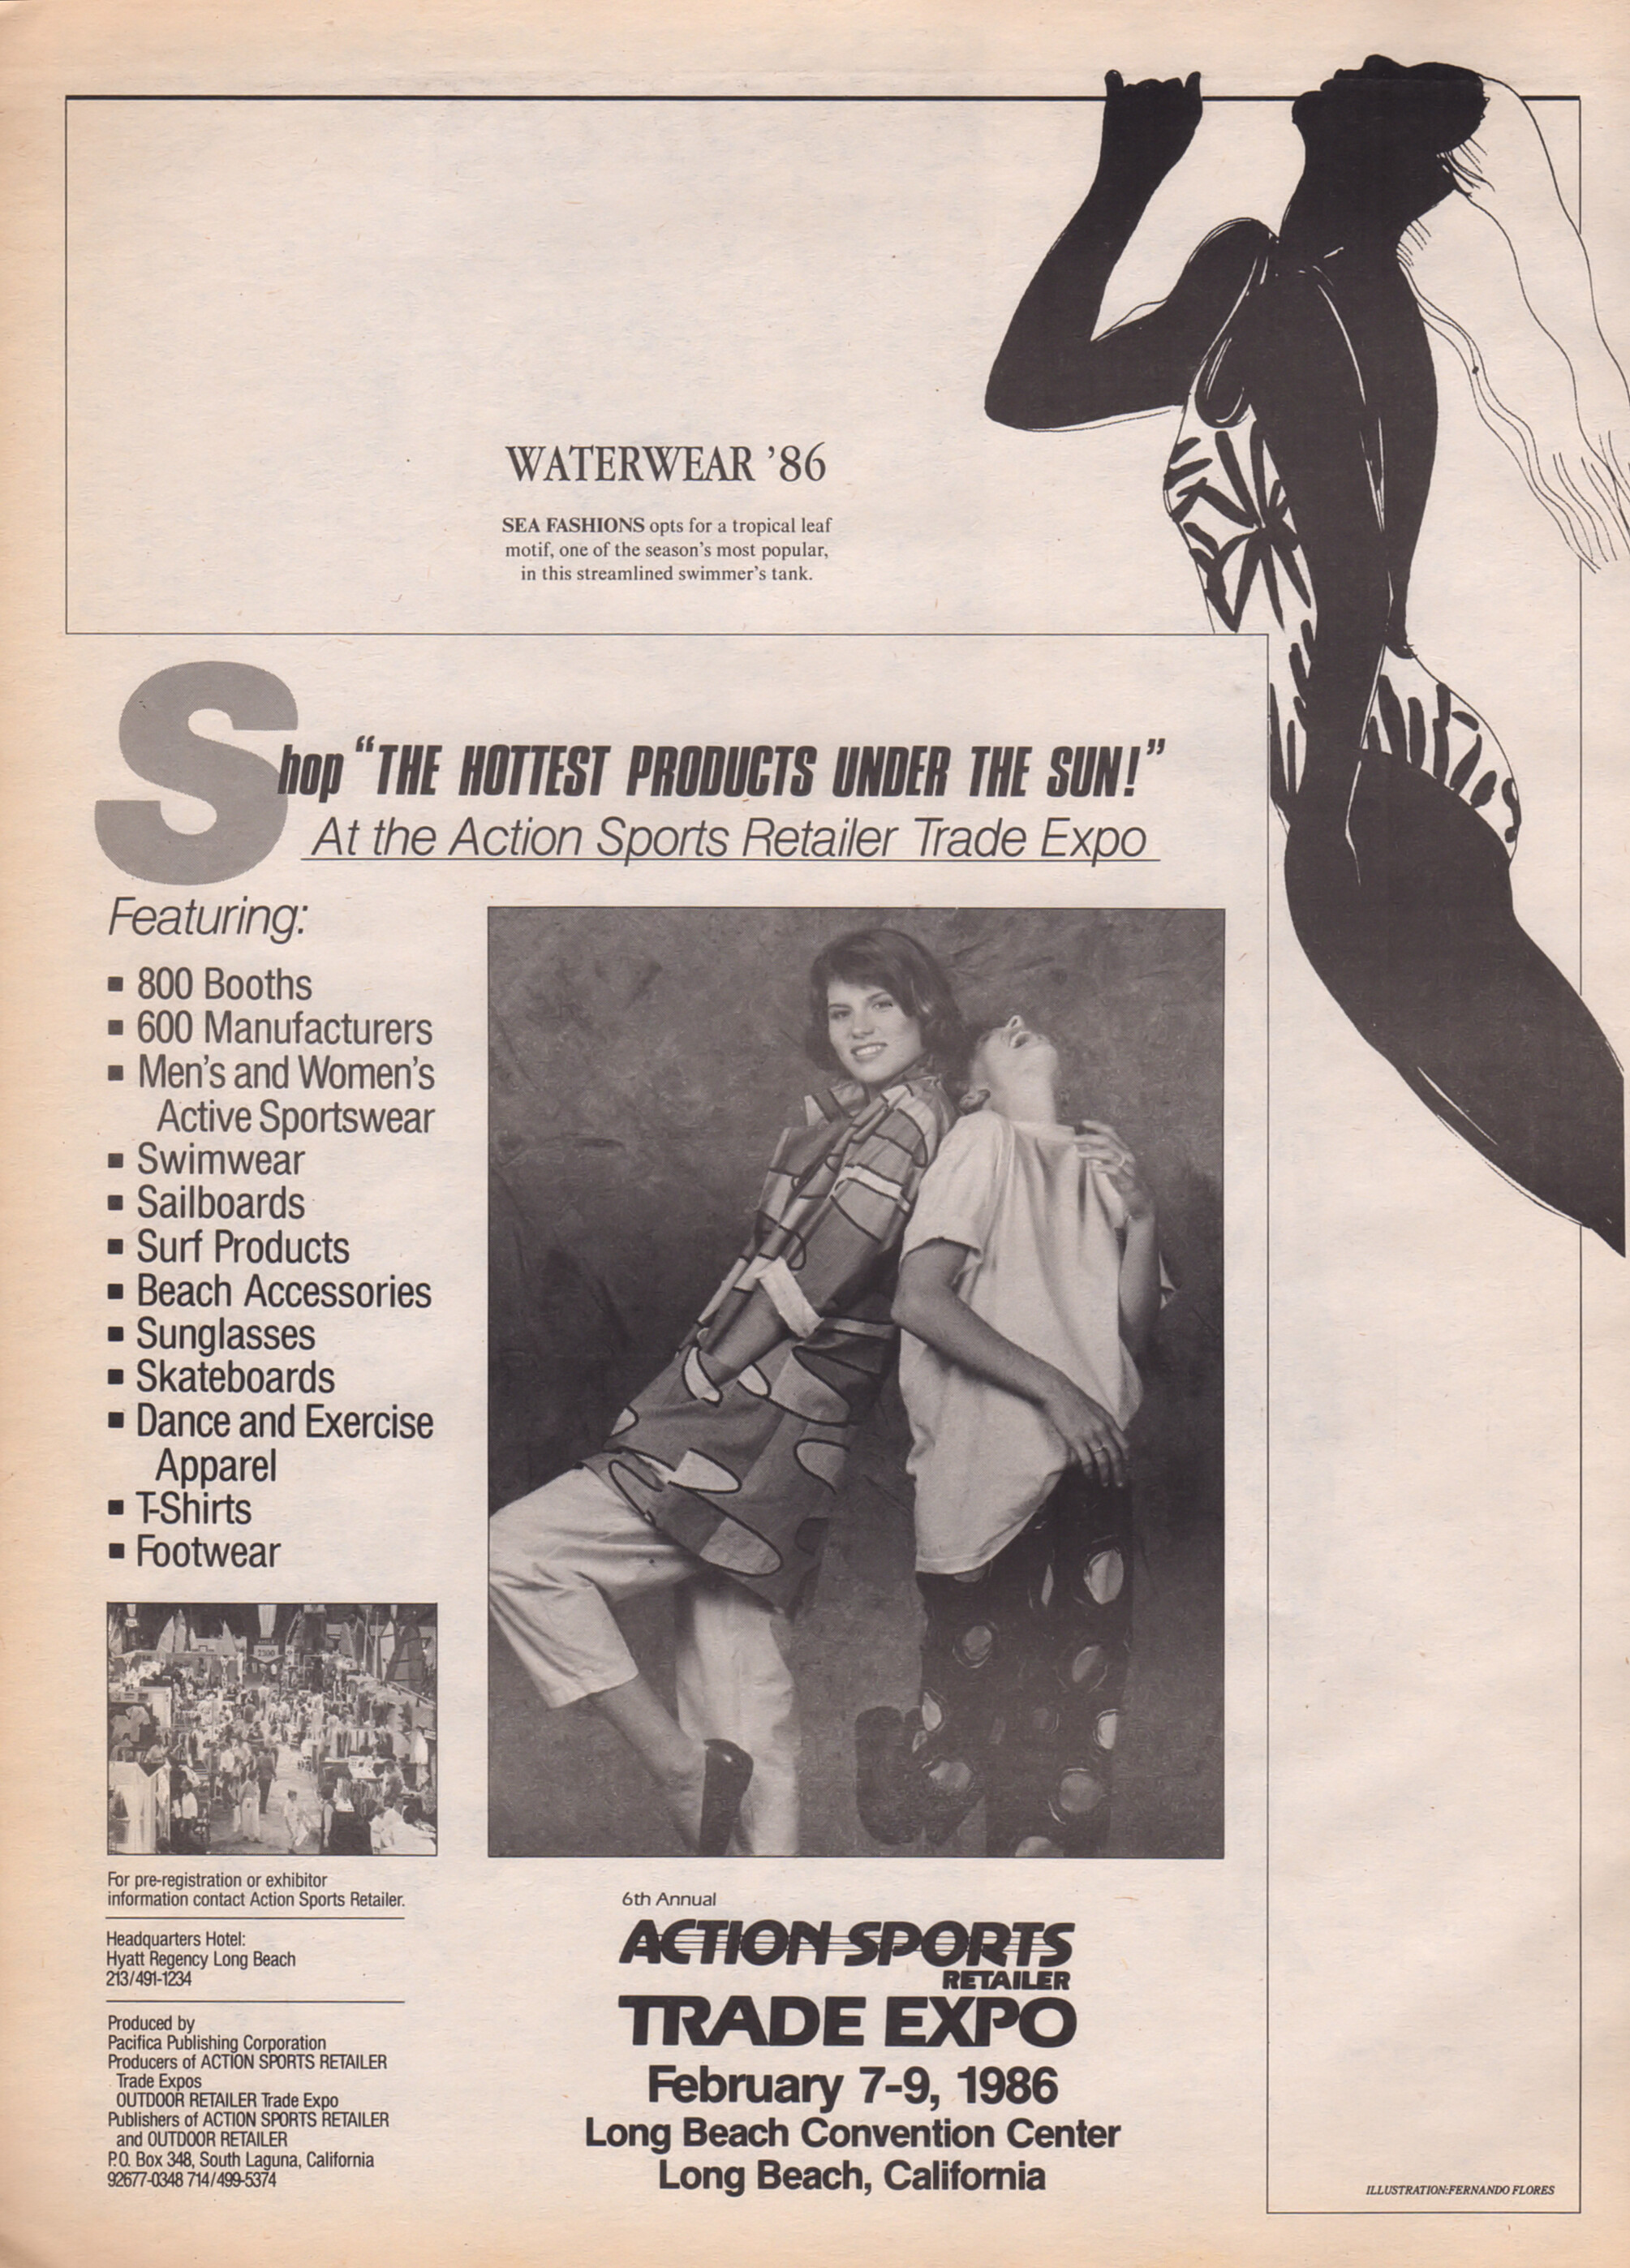 WATERWEAR ’86
SEA FASHIONS opts for a tropical leaf
motif, one of the season’s most popular,
in this streamlined swimmer’s tank.
Shop “THE HOTTEST PRODUCTS UNDER THE SUN!”
At the Action Sports Retailer Trade Expo
Featuring:
▪ 800 Booths
▪ 600 Manufacturers
▪ Men’s and Women’s
Active Sportswear
▪ Swimwear
▪ Sailboards
▪ Surf Products
▪ Beach Accessories
▪ Sunglasses
▪ Skateboards
▪ Dance and Exercise
Apparel
▪ T-Shirts
▪ Footwear
For pre-registration or exhibitor
information contact Action Sports Retailer.
Headquarters Hotel:
Hyatt Regency Long Beach
213/491-1234
Produced by
Pacifica Publishing Corporation
Producers of ACTION SPORTS RETAILER
Trade Expos
OUTDOOR RETAILER Trade Expo
Publishers of ACTION SPORTS RETAILER
and OUTDOOR RETAILER
P.O. Box 348, South Laguna, California
92677-0348 714/499-5374
6th Annual
ACTION SPORTS
RETAILER
TRADE EXPO
February 7-9, 1986
Long Beach Convention Center
Long Beach, California
ILLUSTRATION:FERNANDO FLORES